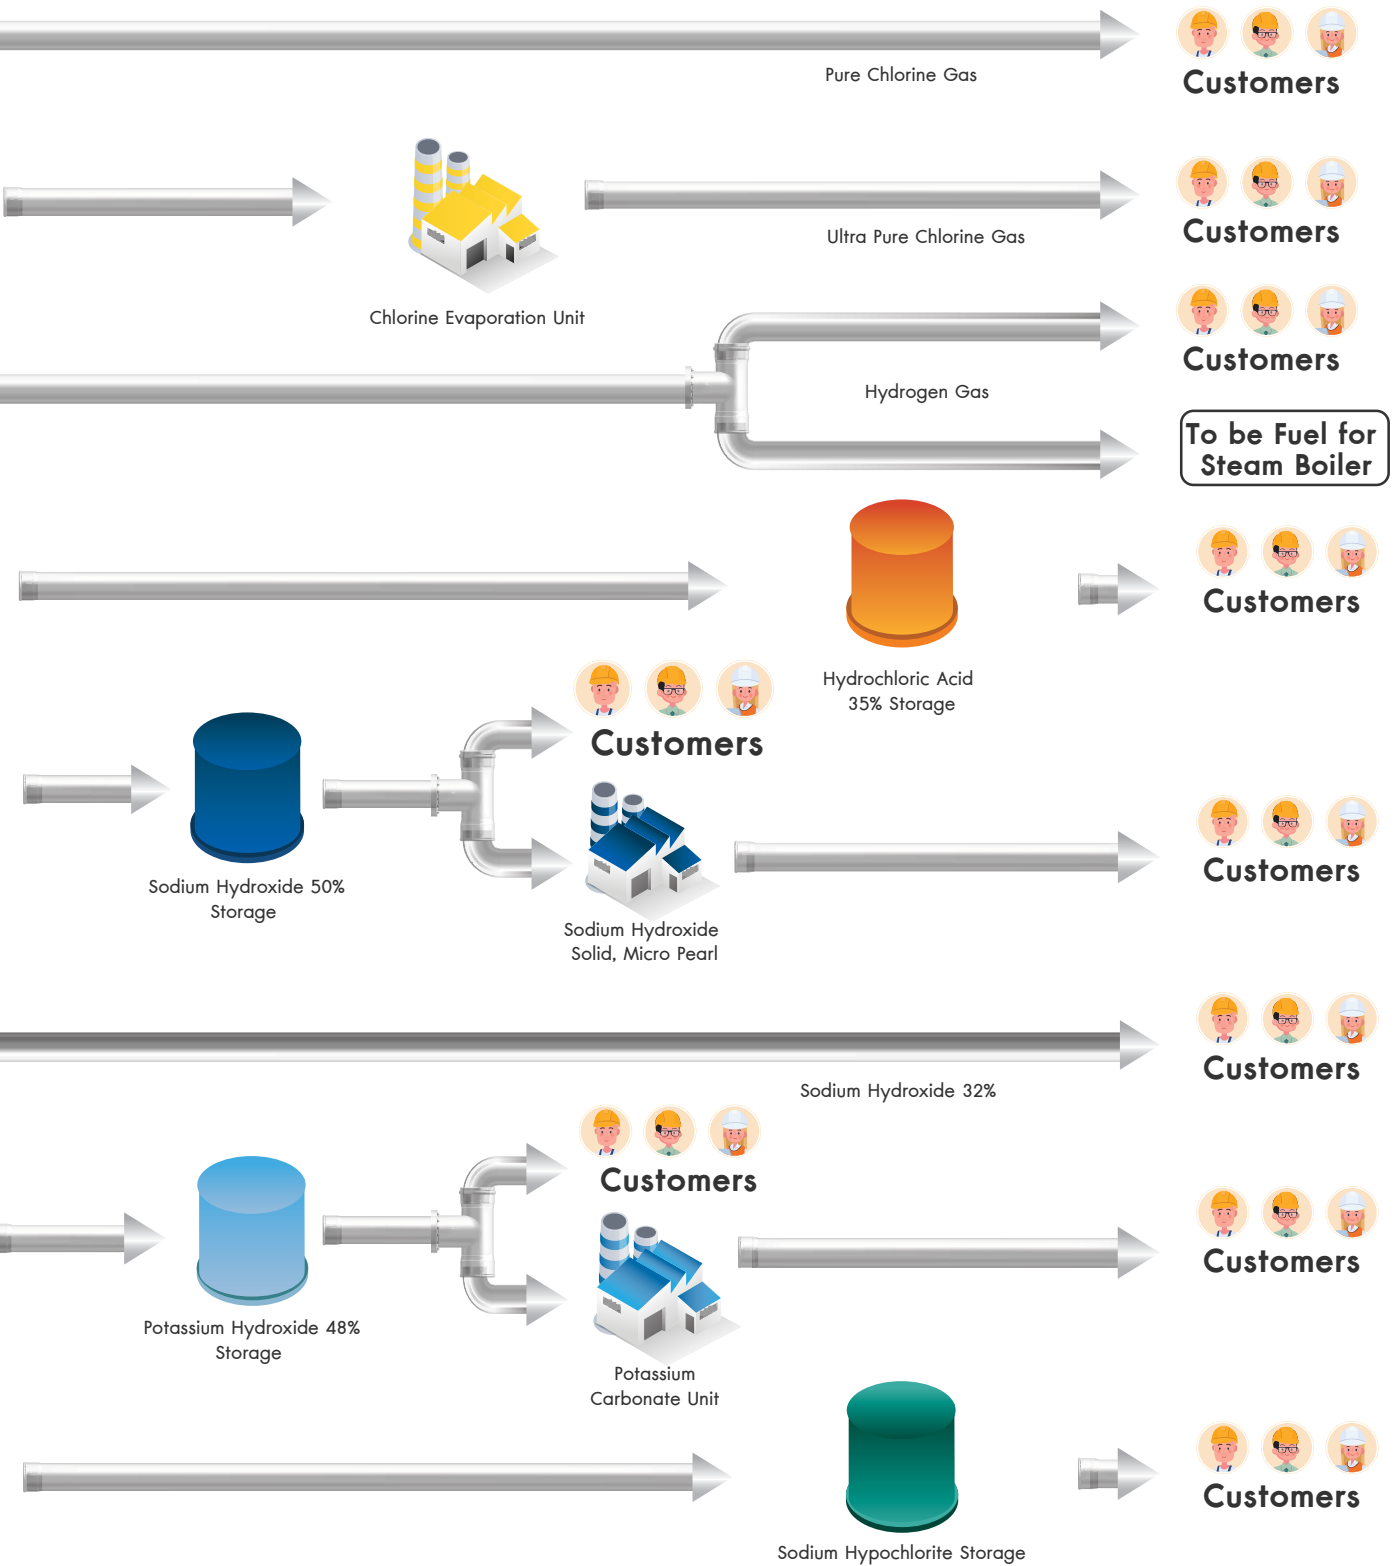 Pure Chlorine Gas
Customers
Chlorine Evaporation Unit
Ultra Pure Chlorine Gas
Customers
Hydrogen Gas
Customers
To be Fuel for
Steam Boiler
Hydrochloric Acid
35% Storage
Customers
Sodium Hydroxide 50%
Storage
Customers
Sodium Hydroxide
Solid, Micro Pearl
Customers
Sodium Hydroxide 32%
Customers
Potassium Hydroxide 48%
Storage
Customers
Potassium
Carbonate Unit
Customers
Sodium Hypochlorite Storage
Customers